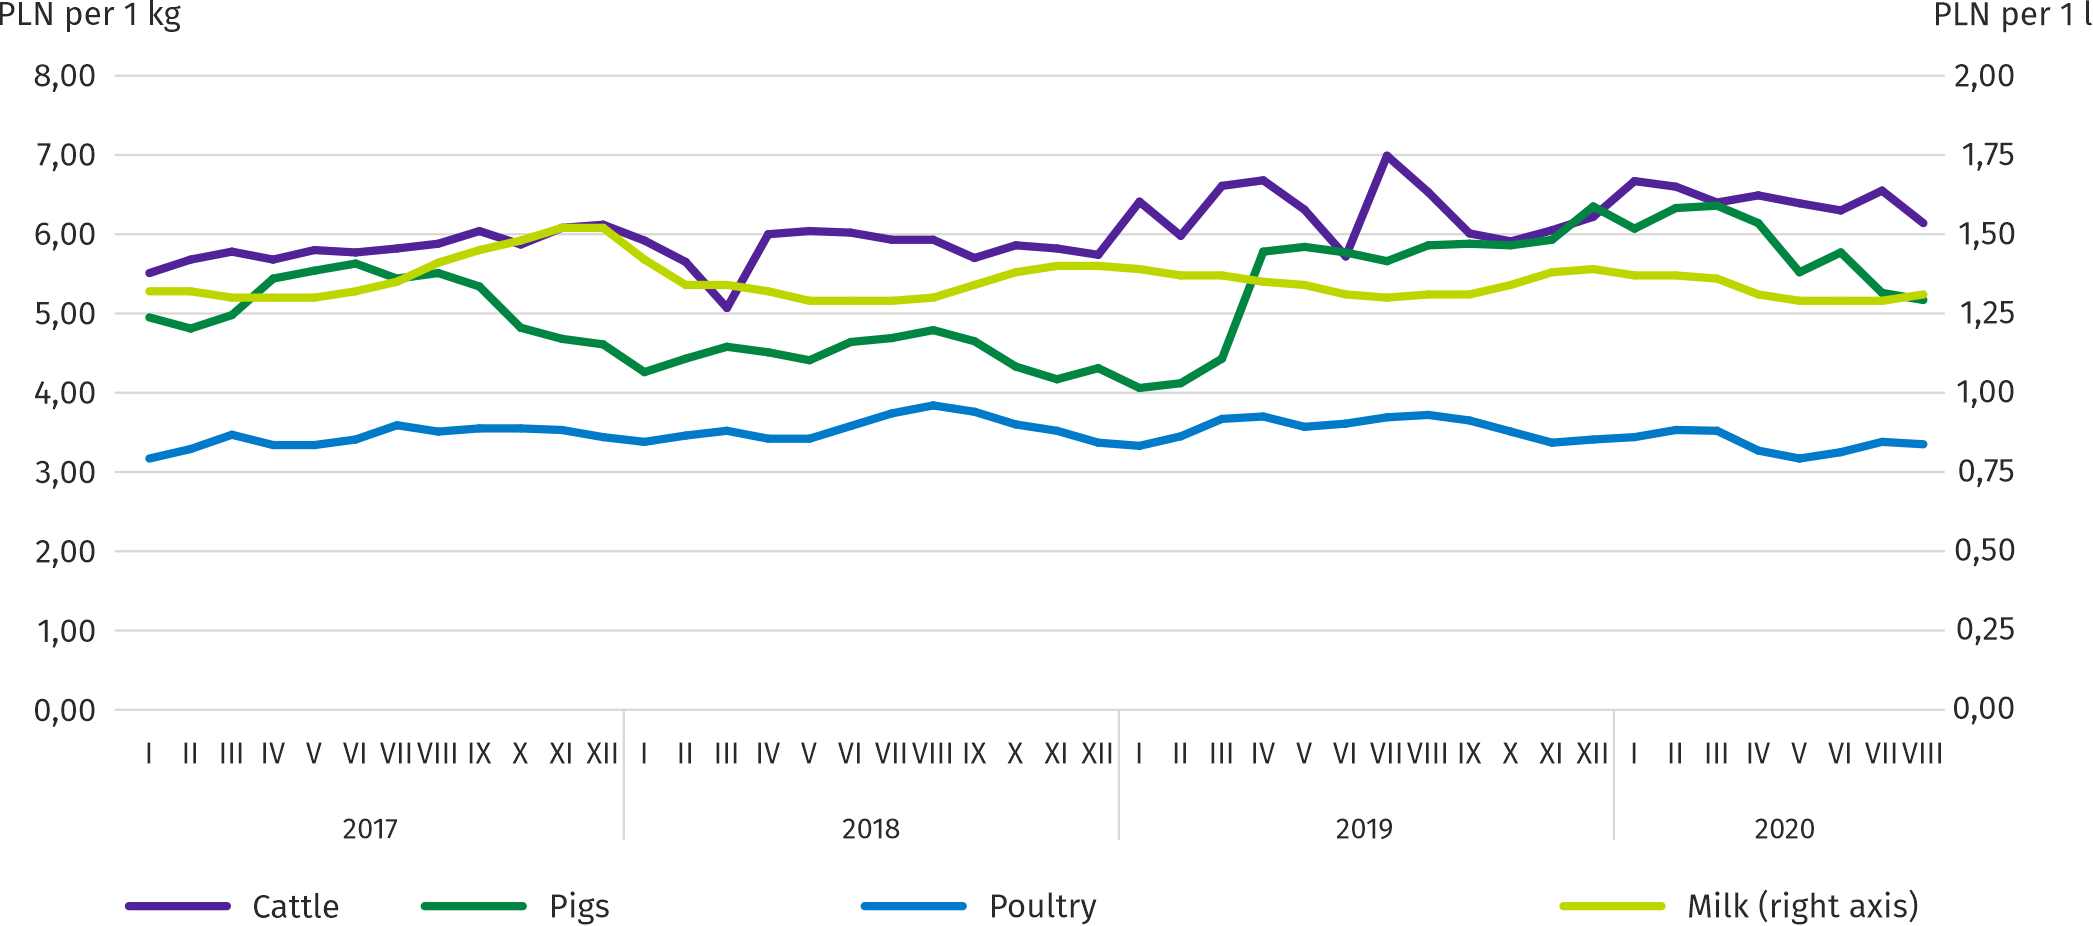 PLN per 1 kg PLN per 1 l
8,00 2,00
7,00 1,75
6,00 1,50
5,00 1,25
4,00 1,00
3,00 0,75
2,00 0,50
1,00 0,25
0,00 0,00
I II III IV V VI VII VIII IX X XI XII I II III IV V VI VII VIII IX X XI XII I II III IV V VI VII VIII IX X XI XII I II III IV V VI VII VIII
2017 2018 2019 2020
Cattle Pigs Poultry Milk (right axis)